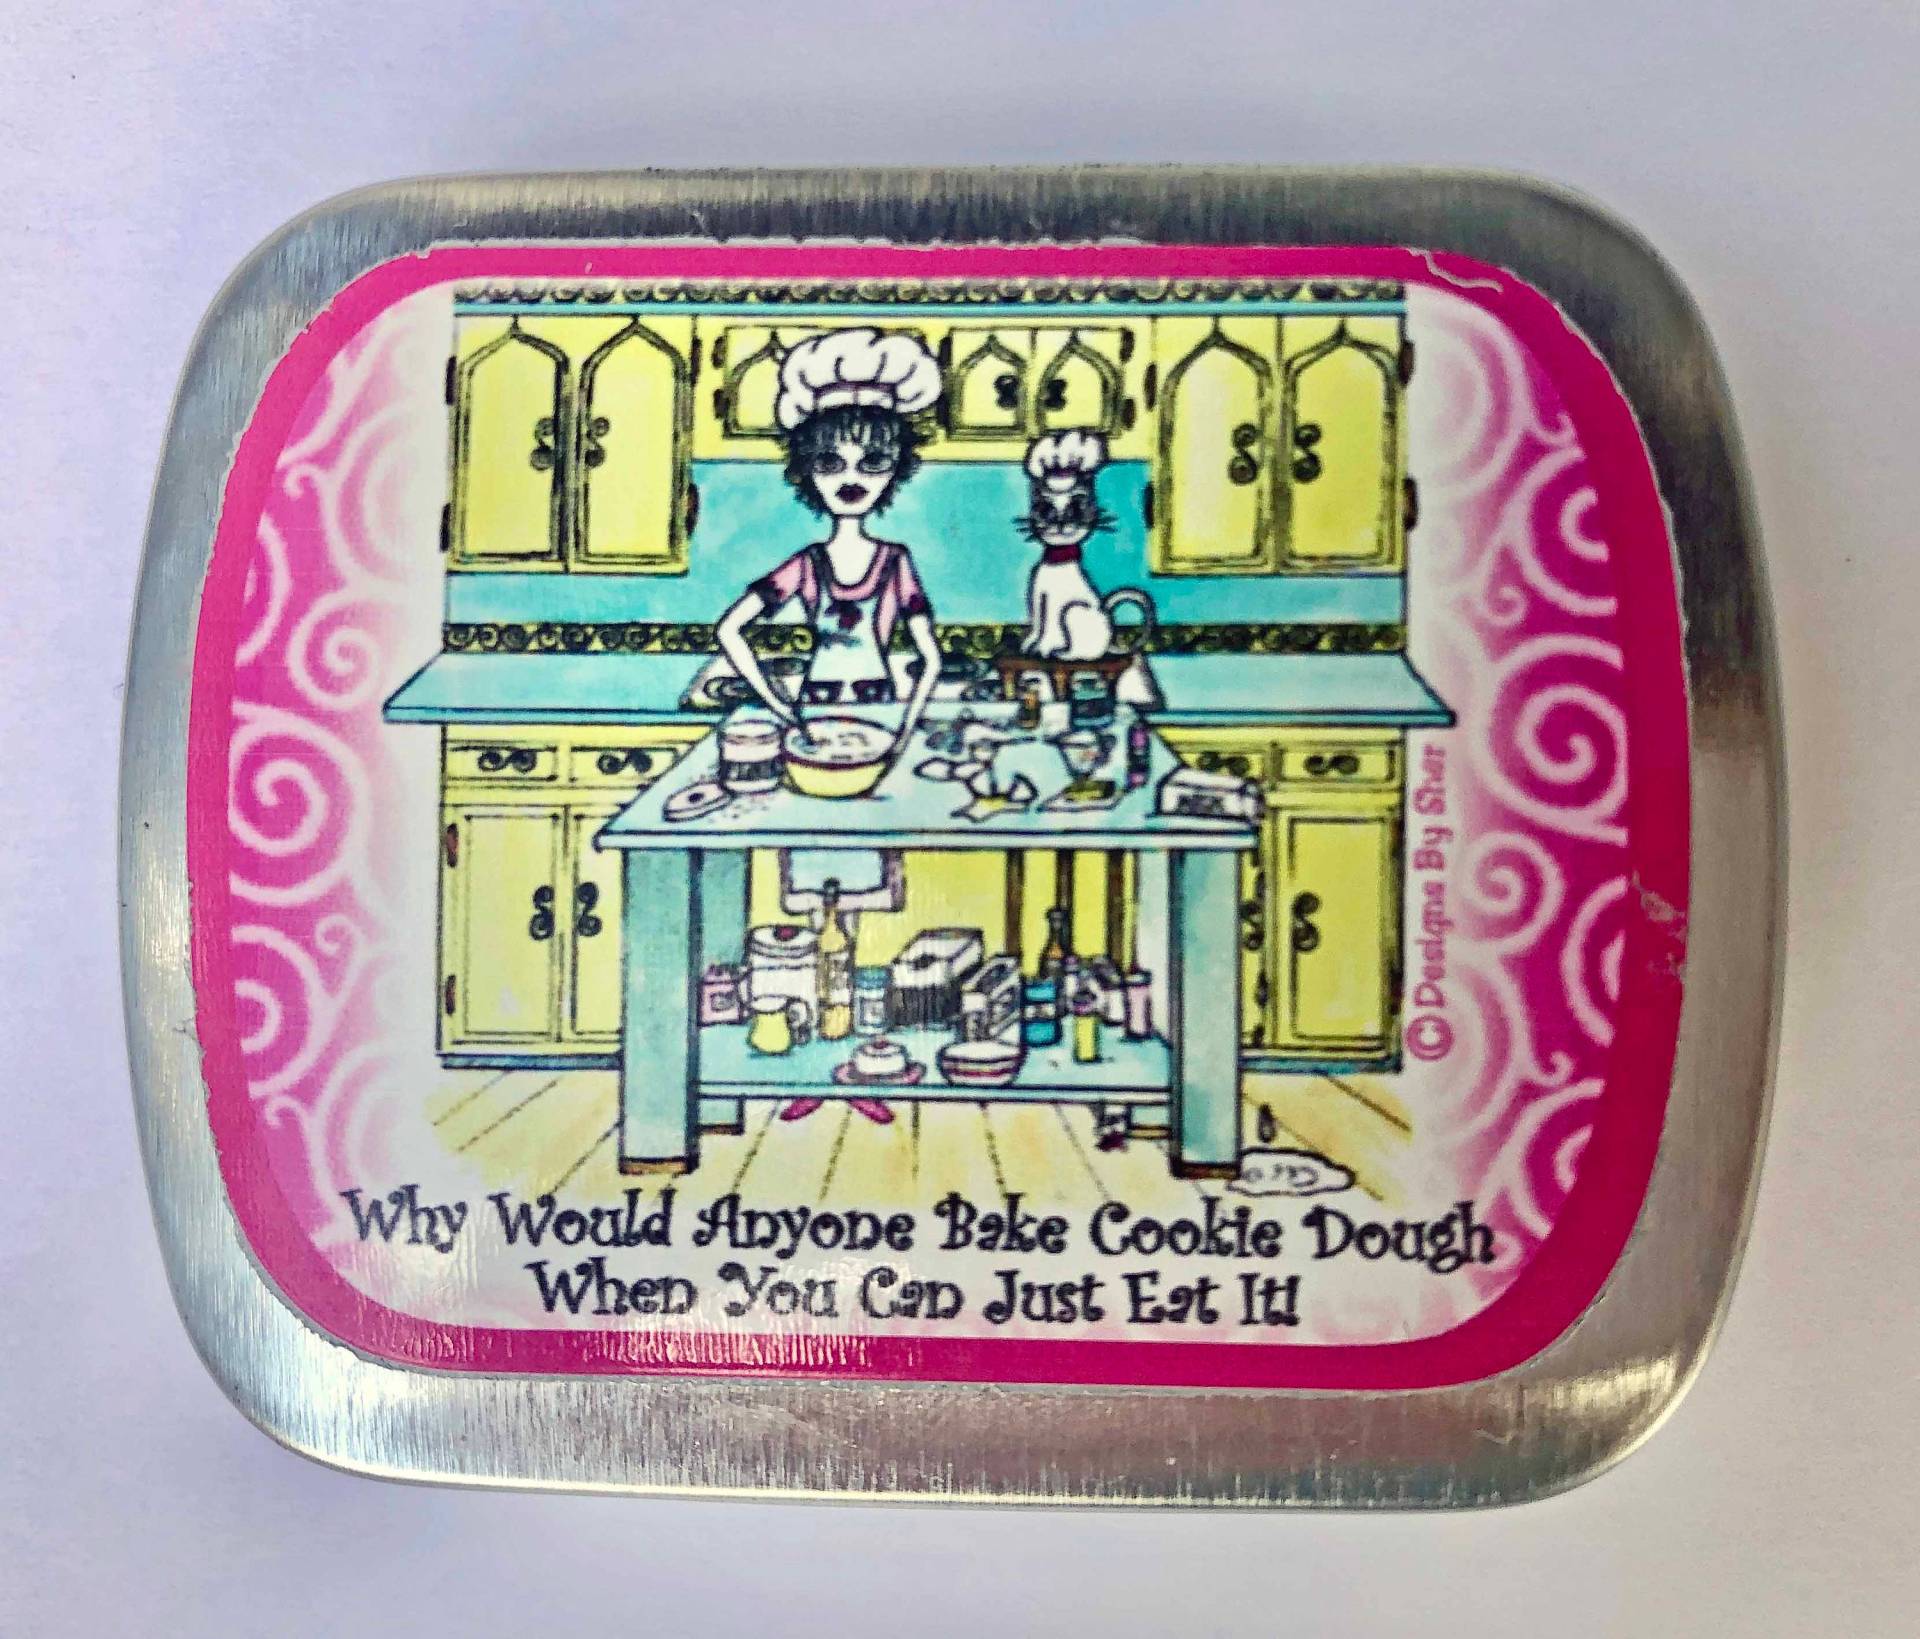 © Designs By Sher
Why Would Anyone Bake Cookie Dough
When You Can Just Eat It!